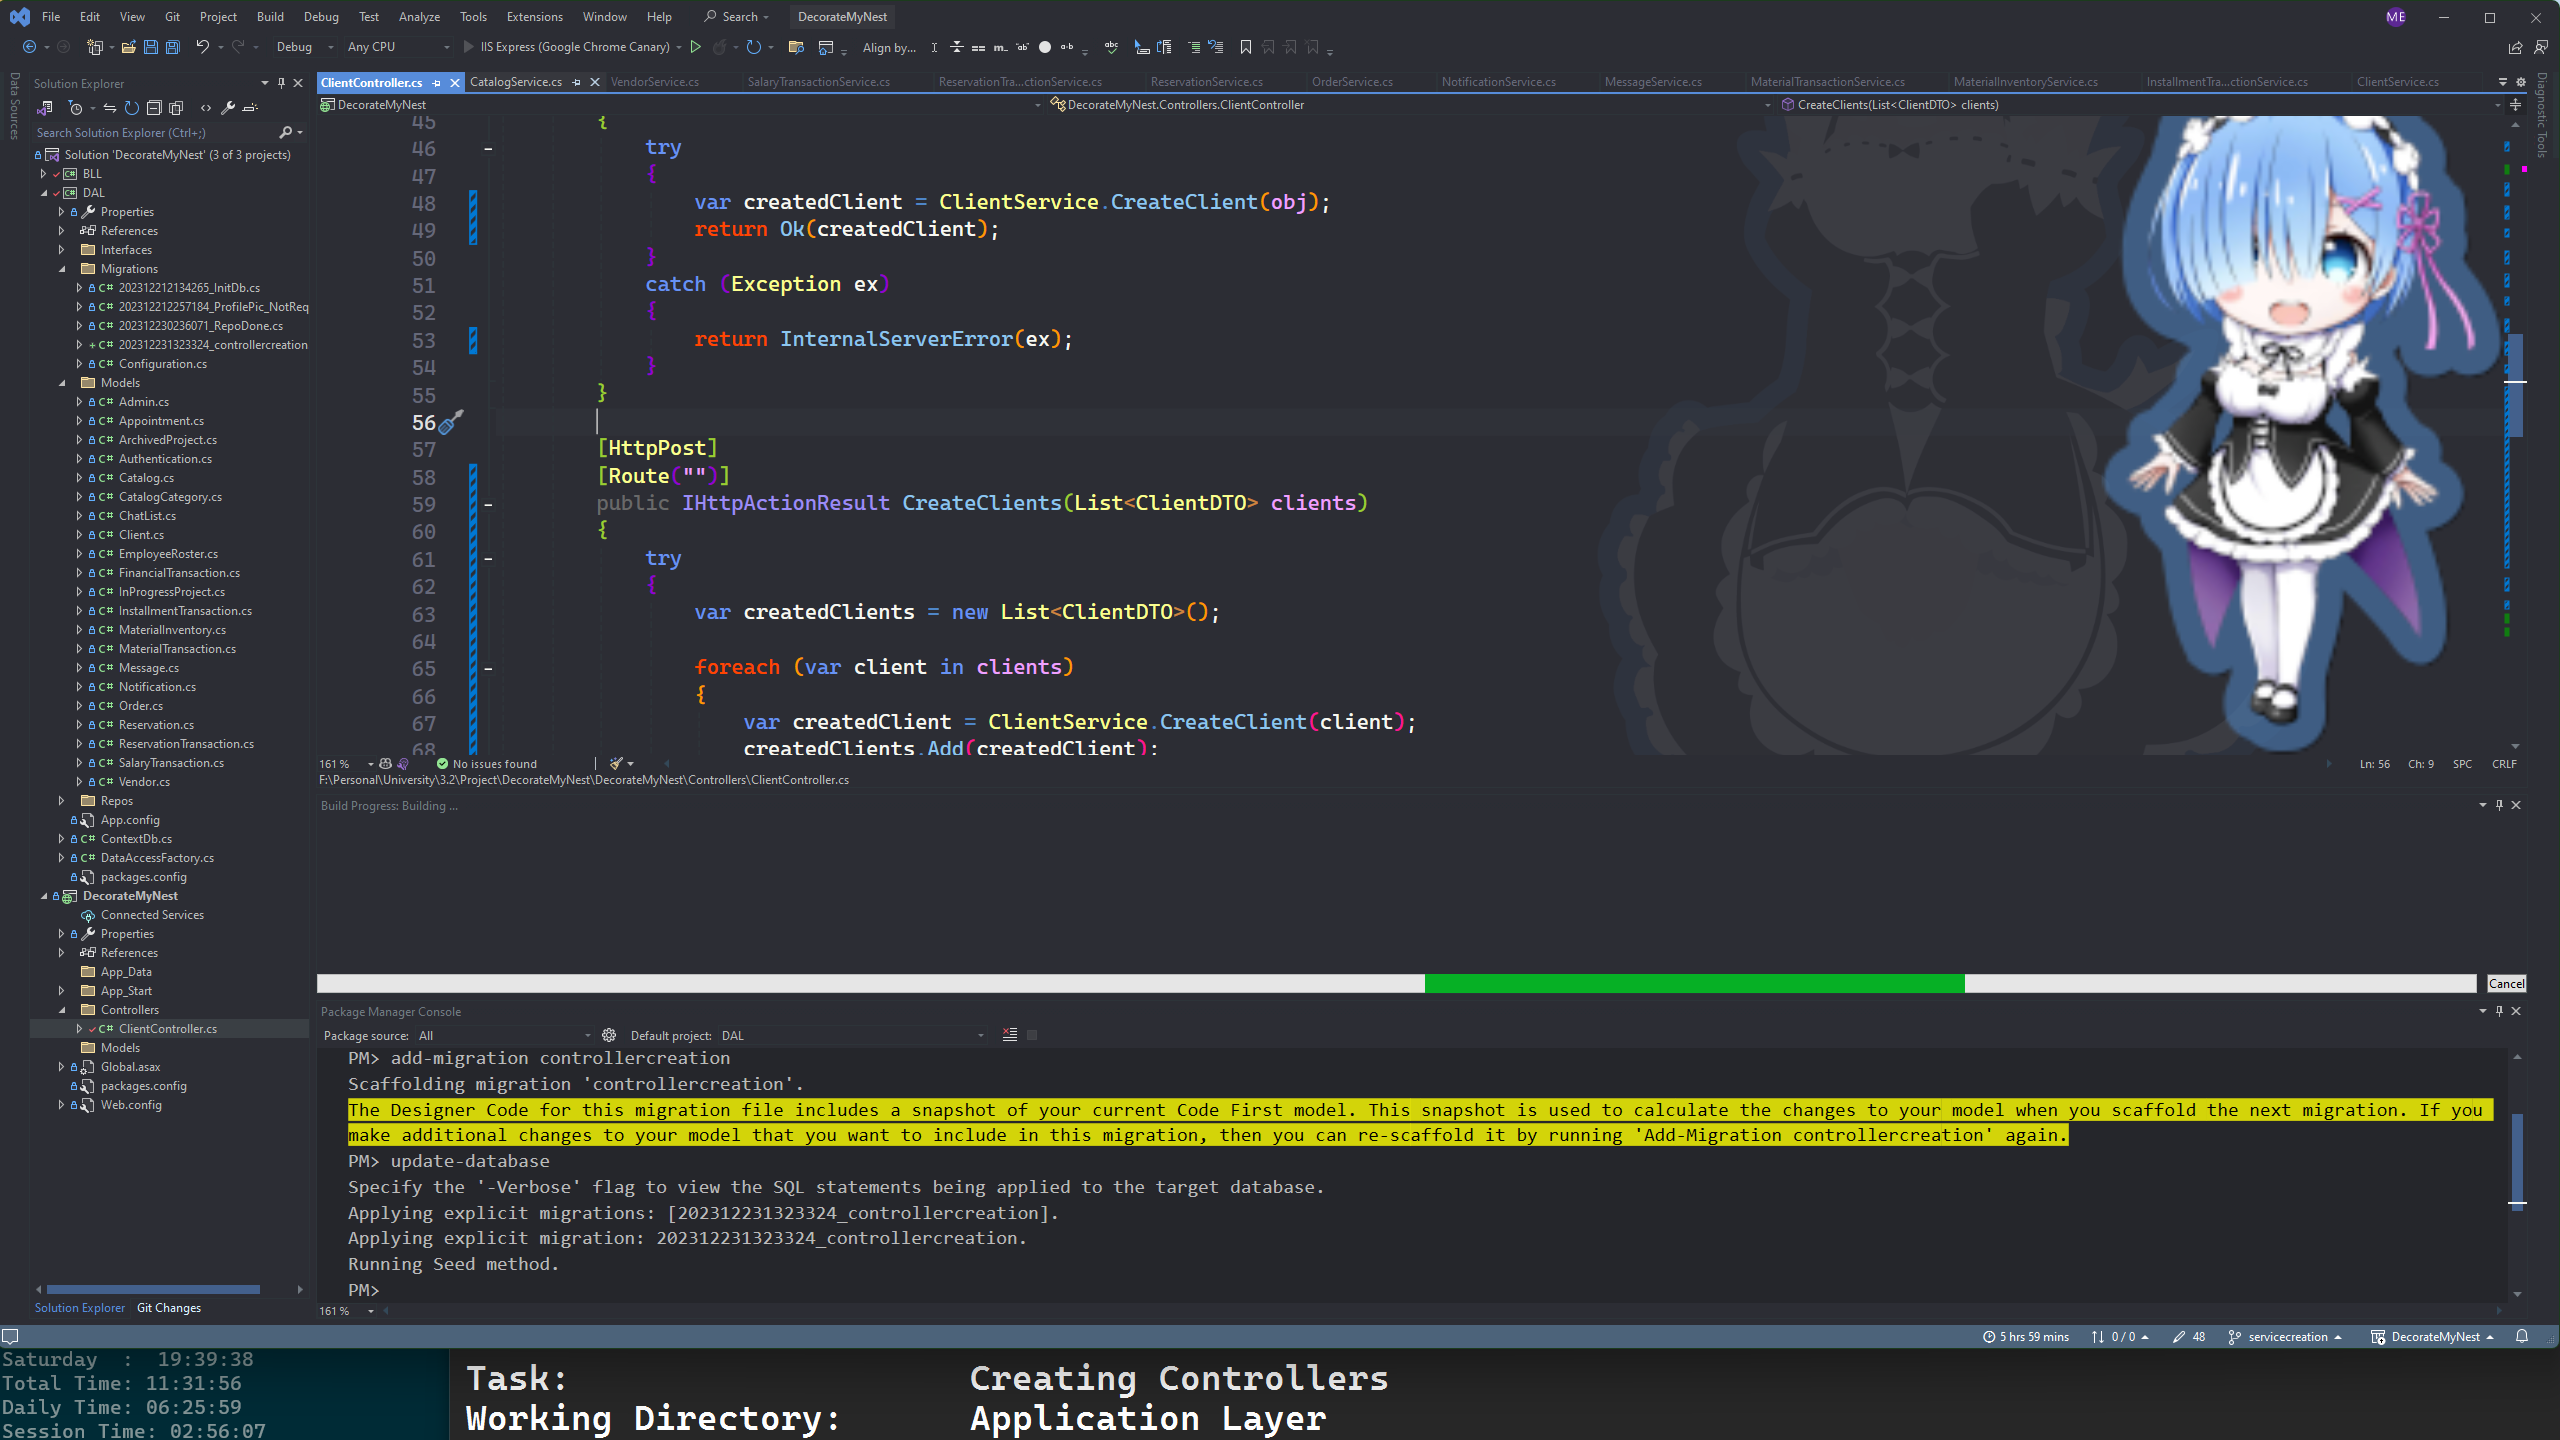 File Edit View Git Project Build Debug Test Analyze Tools Extensions Window Help Search DecorateMyNest ME
Debug Any CPU IIS Express (Google Chrome Canary) Align by...
Data Sources
Solution Explorer
Search Solution Explorer (Ctrl+;)
Solution 'DecorateMyNest' (3 of 3 projects)
BLL
DAL
Properties
References
Interfaces
Migrations
202312212134265_InitDb.cs
202312212257184_ProfilePic_NotReq
202312230236071_RepoDone.cs
202312231323324_controllercreation
Configuration.cs
Models
Admin.cs
Appointment.cs
ArchivedProject.cs
Authentication.cs
Catalog.cs
CatalogCategory.cs
ChatList.cs
Client.cs
EmployeeRoster.cs
FinancialTransaction.cs
InProgressProject.cs
InstallmentTransaction.cs
MaterialInventory.cs
MaterialTransaction.cs
Message.cs
Notification.cs
Order.cs
Reservation.cs
ReservationTransaction.cs
SalaryTransaction.cs
Vendor.cs
Repos
App.config
ContextDb.cs
DataAccessFactory.cs
packages.config
DecorateMyNest
Connected Services
Properties
References
App_Data
App_Start
Controllers
ClientController.cs
Models
Global.asax
packages.config
Web.config
Solution Explorer Git Changes
ClientController.cs CatalogService.cs VendorService.cs SalaryTransactionService.cs ReservationTra...ctionService.cs ReservationService.cs OrderService.cs NotificationService.cs MessageService.cs MaterialTransactionService.cs MaterialInventoryService.cs InstallmentTra...ctionService.cs ClientService.cs
DecorateMyNest DecorateMyNest.Controllers.ClientController CreateClients(List<ClientDTO> clients)
Diagnostic Tools
45 {
46 try
47 {
48 var createdClient = ClientService.CreateClient(obj);
49 return Ok(createdClient);
50 }
51 catch (Exception ex)
52 {
53 return InternalServerError(ex);
54 }
55 }
56
57 [HttpPost]
58 [Route("")]
59 public IHttpActionResult CreateClients(List<ClientDTO> clients)
60 {
61 try
62 {
63 var createdClients = new List<ClientDTO>();
64
65 foreach (var client in clients)
66 {
67 var createdClient = ClientService.CreateClient(client);
68 createdClients.Add(createdClient);
161 % No issues found Ln: 56 Ch: 9 SPC CRLF
F:\Personal\University\3.2\Project\DecorateMyNest\DecorateMyNest\Controllers\ClientController.cs
Build Progress: Building ...
Cancel
Package Manager Console
Package source: All Default project: DAL
PM> add-migration controllercreation
Scaffolding migration 'controllercreation'.
The Designer Code for this migration file includes a snapshot of your current Code First model. This snapshot is used to calculate the changes to your model when you scaffold the next migration. If you
make additional changes to your model that you want to include in this migration, then you can re-scaffold it by running 'Add-Migration controllercreation' again.
PM> update-database
Specify the '-Verbose' flag to view the SQL statements being applied to the target database.
Applying explicit migrations: [202312231323324_controllercreation].
Applying explicit migration: 202312231323324_controllercreation.
Running Seed method.
PM>
161 %
5 hrs 59 mins 0 / 0 48 servicecreation DecorateMyNest
Saturday : 19:39:38
Total Time: 11:31:56
Daily Time: 06:25:59
Session Time: 02:56:07
Task: Creating Controllers
Working Directory: Application Layer